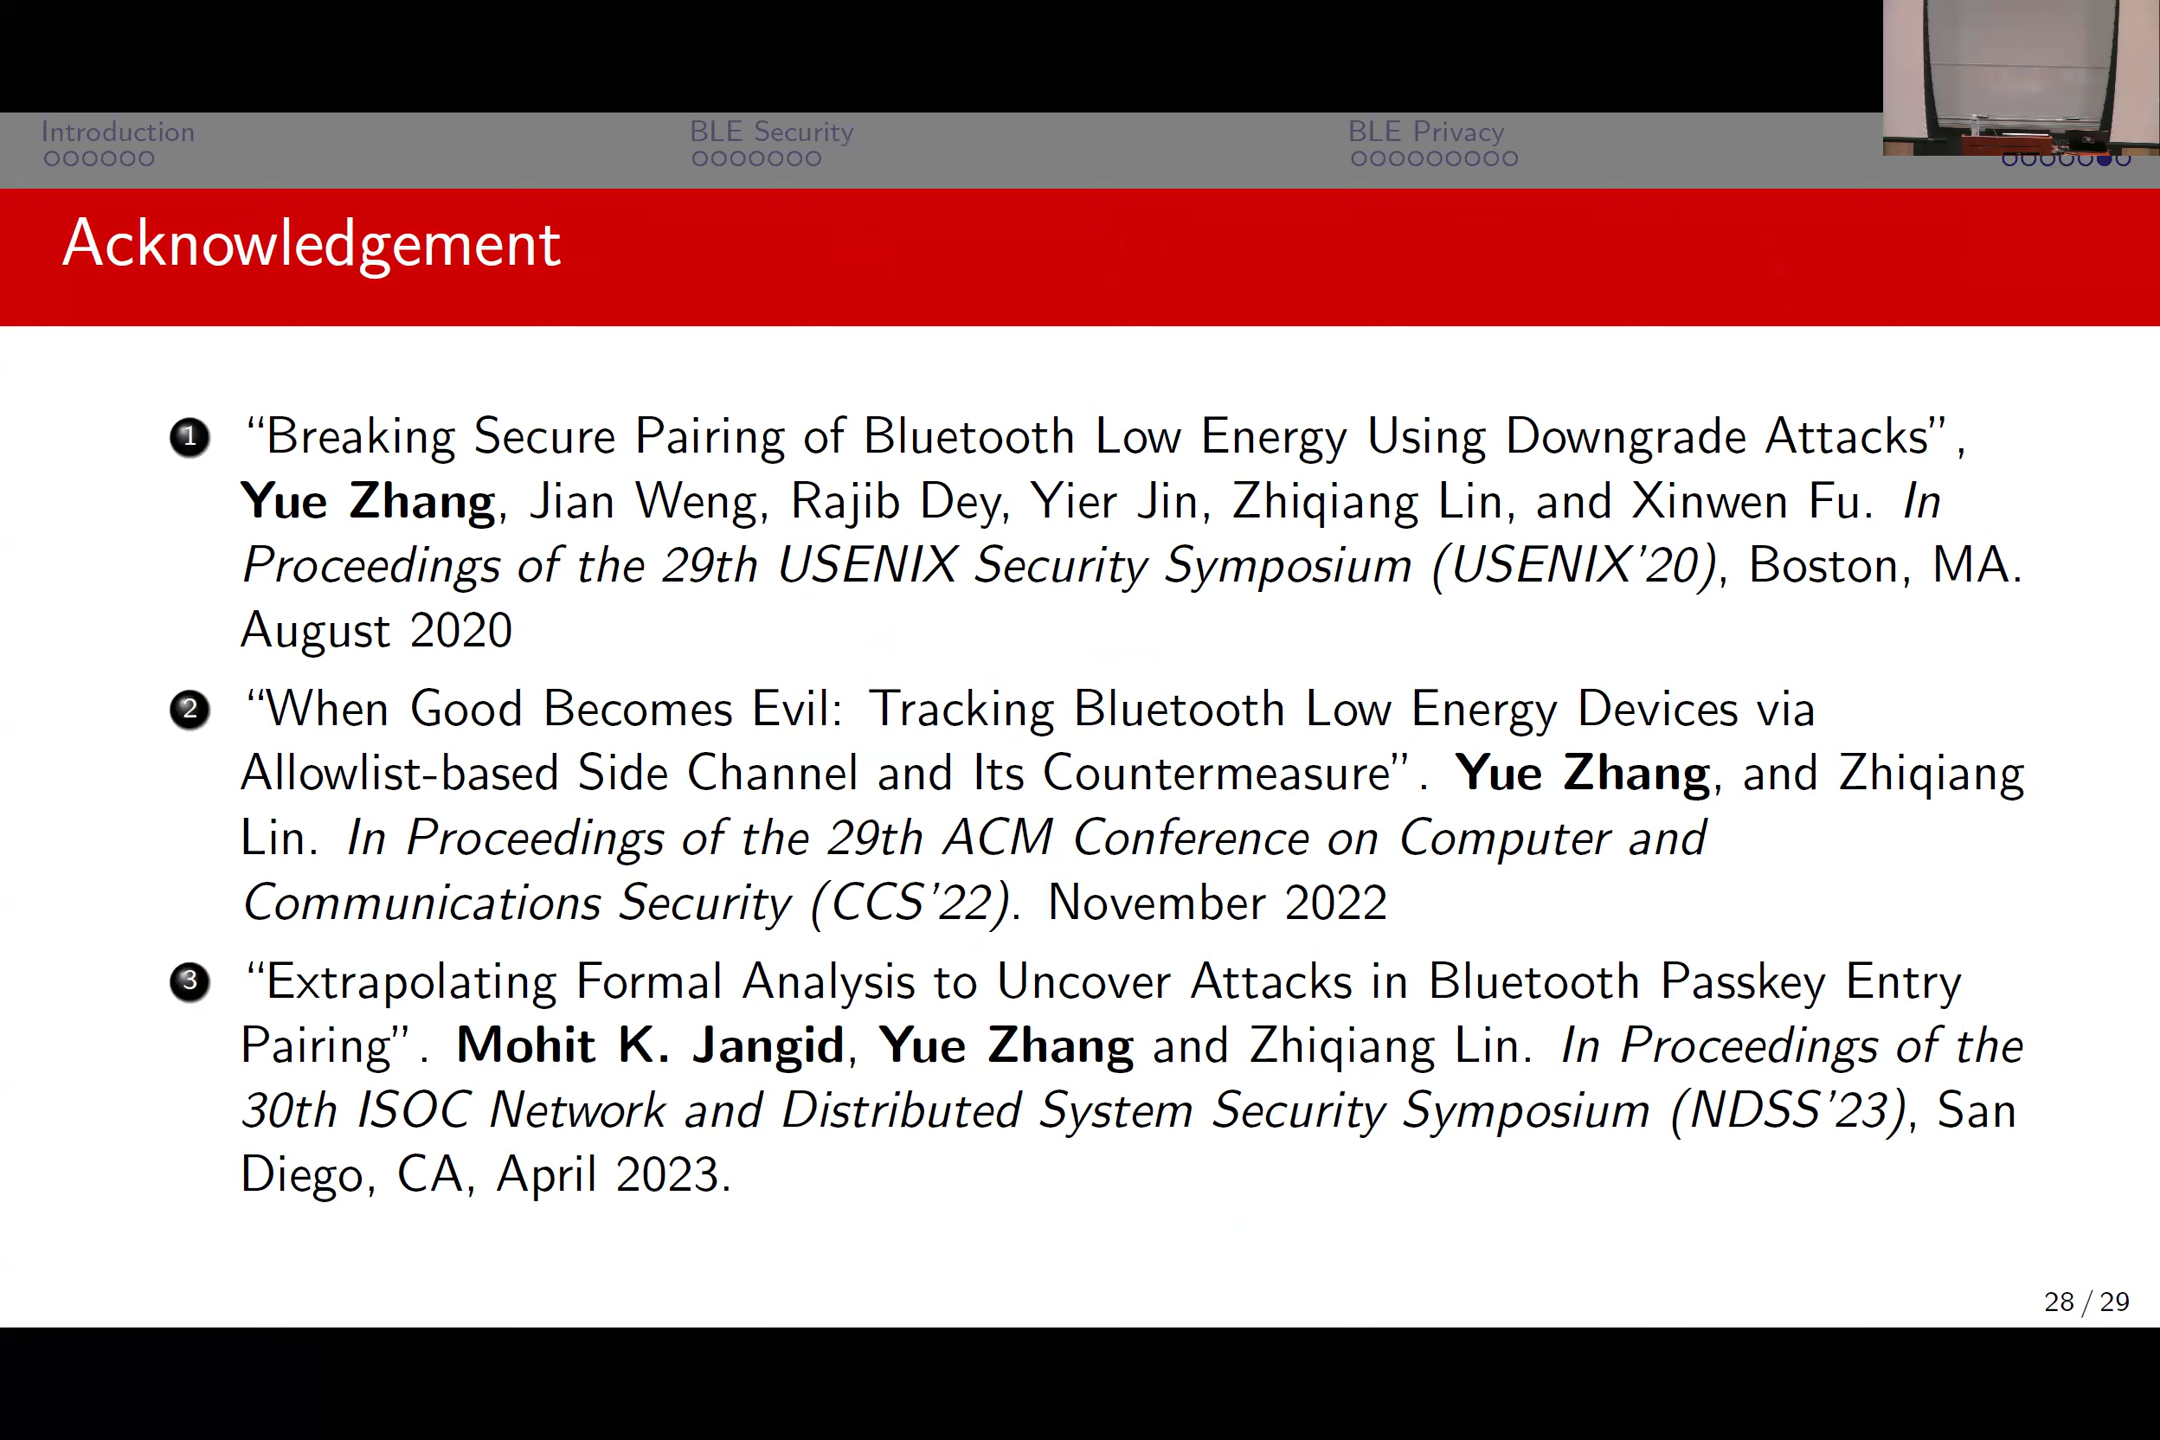 Introduction
BLE Security
BLE Privacy
Acknowledgement
1 “Breaking Secure Pairing of Bluetooth Low Energy Using Downgrade Attacks”,
Yue Zhang, Jian Weng, Rajib Dey, Yier Jin, Zhiqiang Lin, and Xinwen Fu. In
Proceedings of the 29th USENIX Security Symposium (USENIX’20), Boston, MA.
August 2020
2 “When Good Becomes Evil: Tracking Bluetooth Low Energy Devices via
Allowlist-based Side Channel and Its Countermeasure”. Yue Zhang, and Zhiqiang
Lin. In Proceedings of the 29th ACM Conference on Computer and
Communications Security (CCS’22). November 2022
3 “Extrapolating Formal Analysis to Uncover Attacks in Bluetooth Passkey Entry
Pairing”. Mohit K. Jangid, Yue Zhang and Zhiqiang Lin. In Proceedings of the
30th ISOC Network and Distributed System Security Symposium (NDSS’23), San
Diego, CA, April 2023.
28 / 29